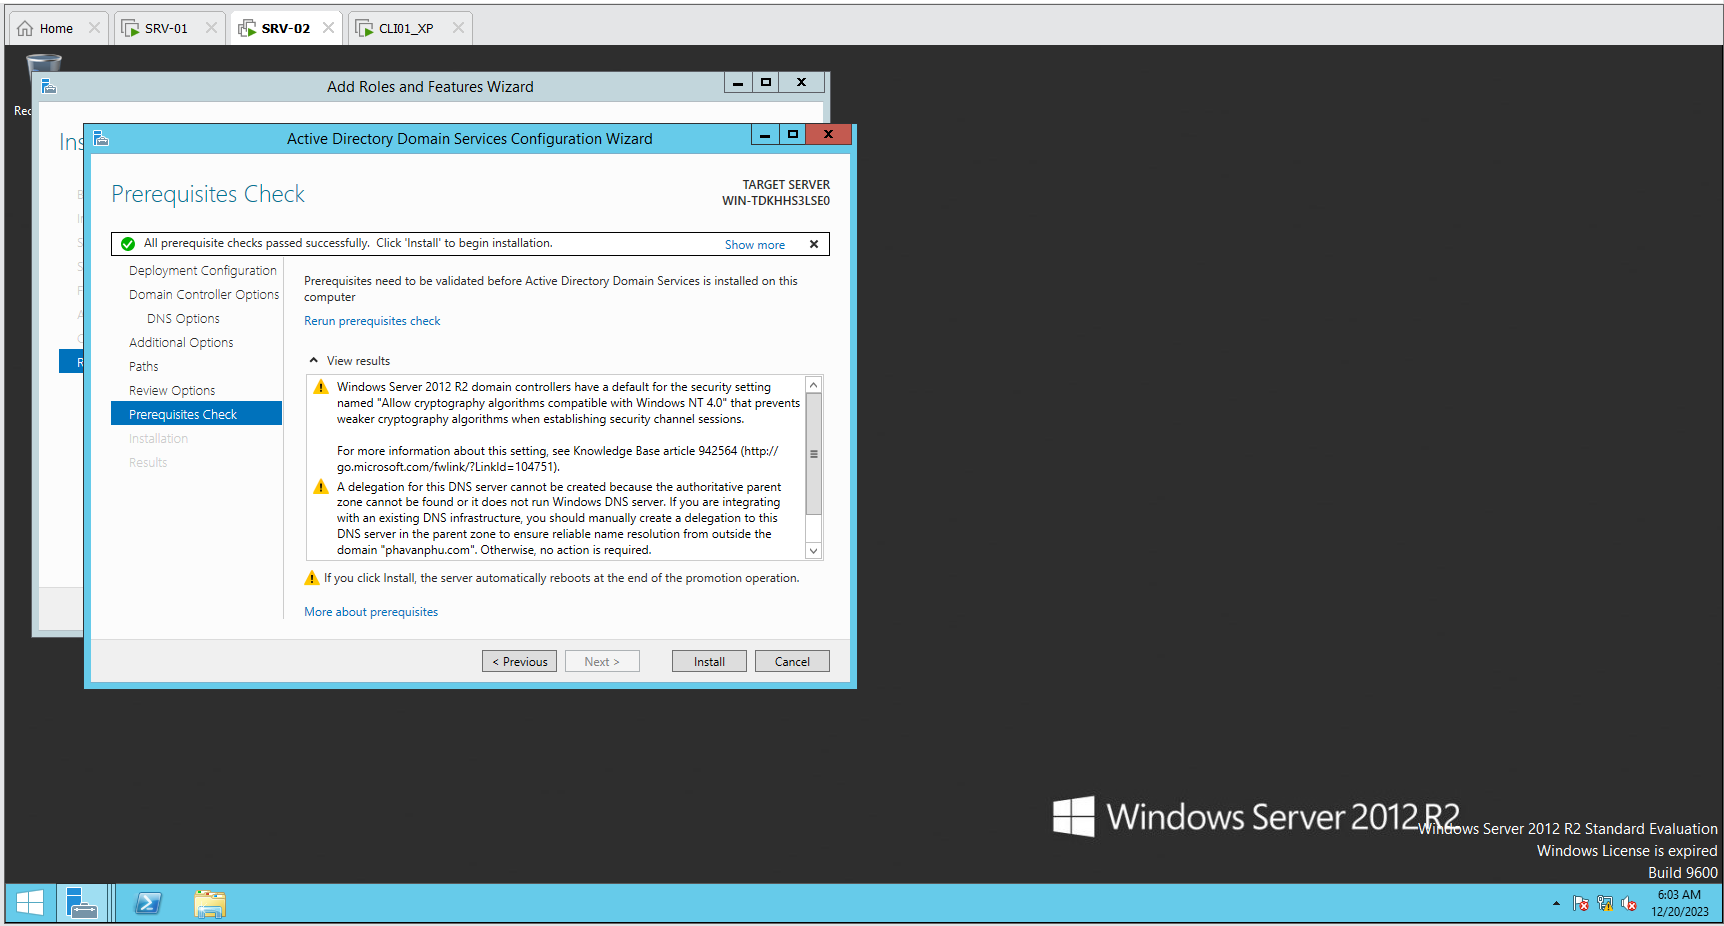 Home
SRV-01
SRV-02
CLI01_XP
Rec
Add Roles and Features Wizard
Ins
B
In
S
S
F
A
C
R
Active Directory Domain Services Configuration Wizard
Prerequisites Check
TARGET SERVER
WIN-TDKHHS3LSE0
All prerequisite checks passed successfully.  Click 'Install' to begin installation.
Show more
Deployment Configuration
Domain Controller Options
DNS Options
Additional Options
Paths
Review Options
Prerequisites Check
Installation
Results
Prerequisites need to be validated before Active Directory Domain Services is installed on this
computer
Rerun prerequisites check
View results
Windows Server 2012 R2 domain controllers have a default for the security setting
named "Allow cryptography algorithms compatible with Windows NT 4.0" that prevents
weaker cryptography algorithms when establishing security channel sessions.
For more information about this setting, see Knowledge Base article 942564 (http://
go.microsoft.com/fwlink/?LinkId=104751).
A delegation for this DNS server cannot be created because the authoritative parent
zone cannot be found or it does not run Windows DNS server. If you are integrating
with an existing DNS infrastructure, you should manually create a delegation to this
DNS server in the parent zone to ensure reliable name resolution from outside the
domain "phavanphu.com". Otherwise, no action is required.
If you click Install, the server automatically reboots at the end of the promotion operation.
More about prerequisites
< Previous
Next >
Install
Cancel
Windows Server 2012 R2
Windows Server 2012 R2 Standard Evaluation
Windows License is expired
Build 9600
6:03 AM
12/20/2023